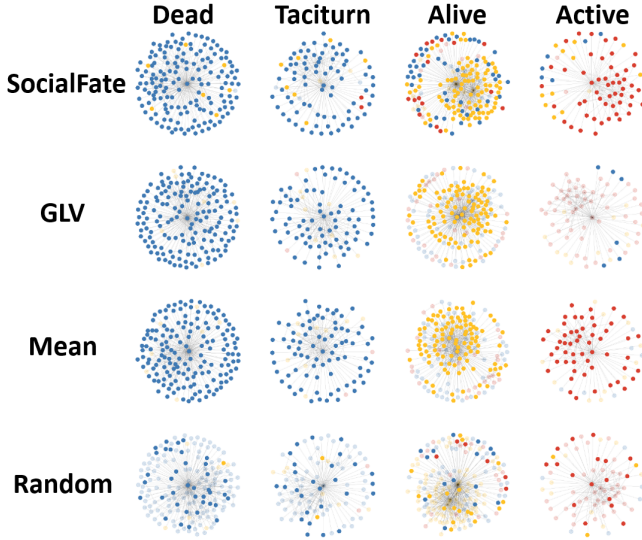 Dead Taciturn Alive Active
SocialFate
GLV
Mean
Random